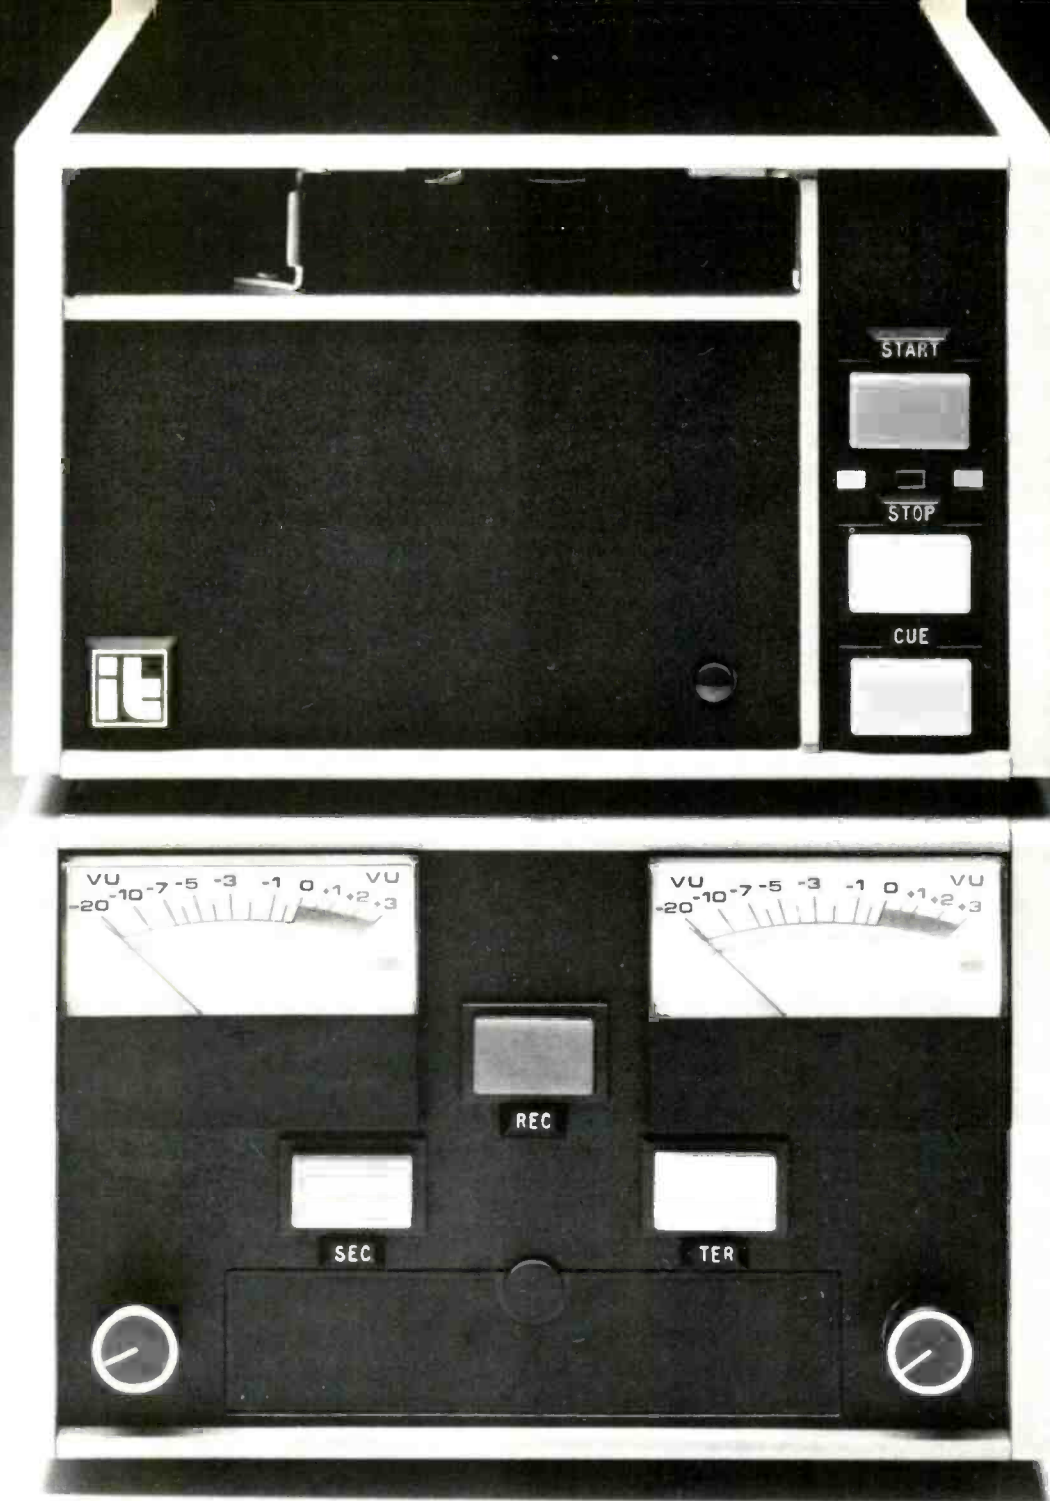 START
STOP
CUE
it
VU VU
-20 -10 -7 -5 -3 -1 0 +1 +2 +3
VU VU
-20 -10 -7 -5 -3 -1 0 +1 +2 +3
REC
SEC TER